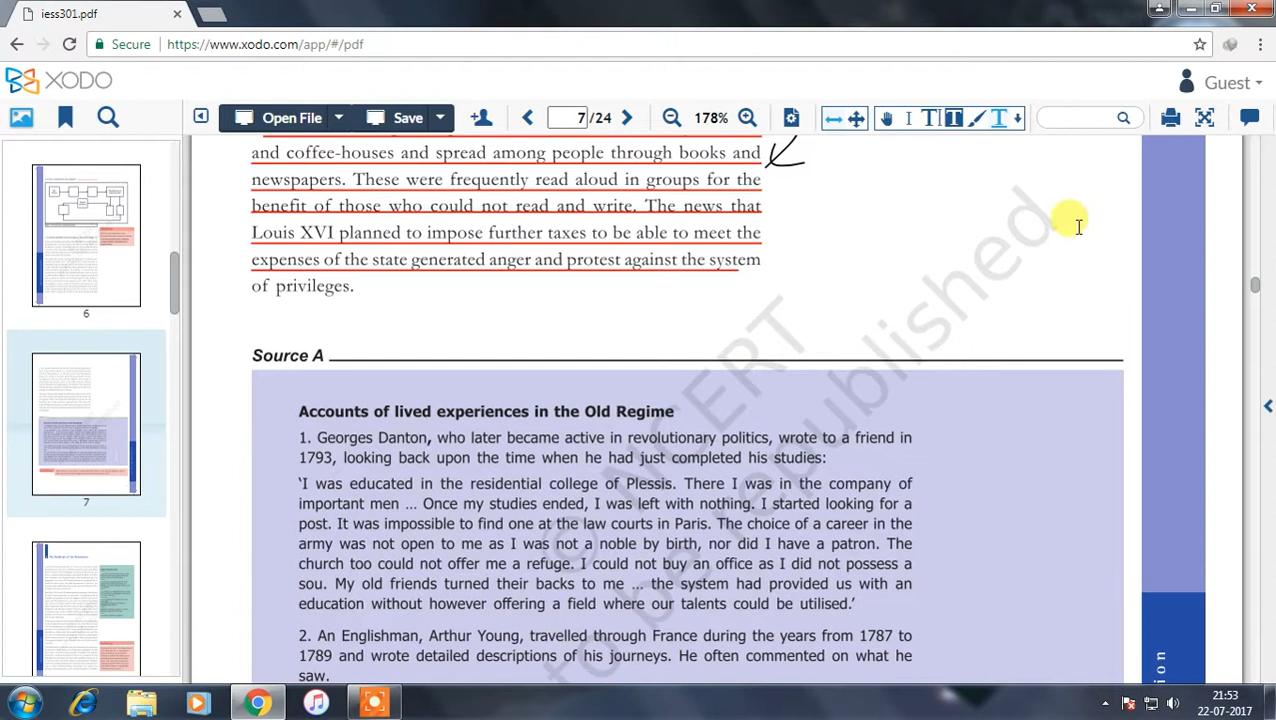 iess301.pdf
Secure https://www.xodo.com/app/#/pdf
XODO
Guest
Open File Save 7 /24 178%
and coffee-houses and spread among people through books and
newspapers. These were frequently read aloud in groups for the
benefit of those who could not read and write. The news that
Louis XVI planned to impose further taxes to be able to meet the
expenses of the state generated anger and protest against the system
of privileges.
Source A
Accounts of lived experiences in the Old Regime
1. Georges Danton, who later became active in revolutionary politics, wrote to a friend in
1793, looking back upon the time when he had just completed his studies:
‘I was educated in the residential college of Plessis. There I was in the company of
important men … Once my studies ended, I was left with nothing. I started looking for a
post. It was impossible to find one at the law courts in Paris. The choice of a career in the
army was not open to me as I was not a noble by birth, nor did I have a patron. The
church too could not offer me a refuge. I could not buy an office as I did not possess a
sou. My old friends turned their backs to me the system had provided us with an
education without however offering a field where our talents could be utilised.’
2. An Englishman, Arthur Young, travelled through France during the years from 1787 to
1789 and wrote detailed descriptions of his journeys. He often commented on what he
saw.
6
7
21:53
22-07-2017